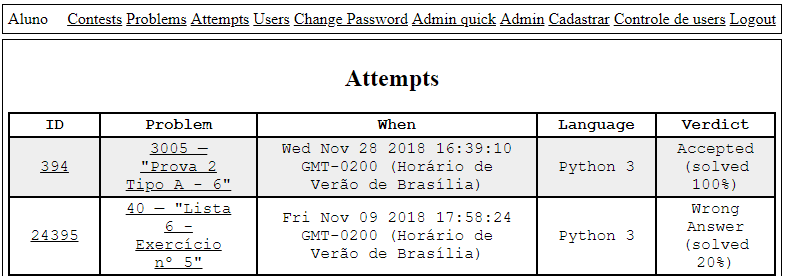 Aluno Contests Problems Attempts Users Change Password Admin quick Admin Cadastrar Controle de users Logout
Attempts
ID Problem When Language Verdict
394
3005 —
"Prova 2
Tipo A - 6"
Wed Nov 28 2018 16:39:10
GMT-0200 (Horário de
Verão de Brasília)
Python 3
Accepted
(solved
100%)
24395
40 — "Lista
6 -
Exercício
nº 5"
Fri Nov 09 2018 17:58:24
GMT-0200 (Horário de
Verão de Brasília)
Python 3
Wrong
Answer
(solved
20%)